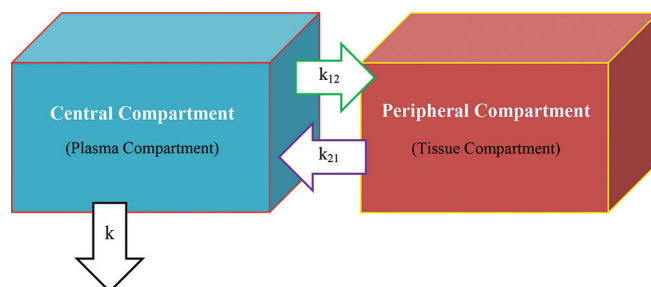 Central Compartment
(Plasma Compartment)
k12
k21
Peripheral Compartment
(Tissue Compartment)
k